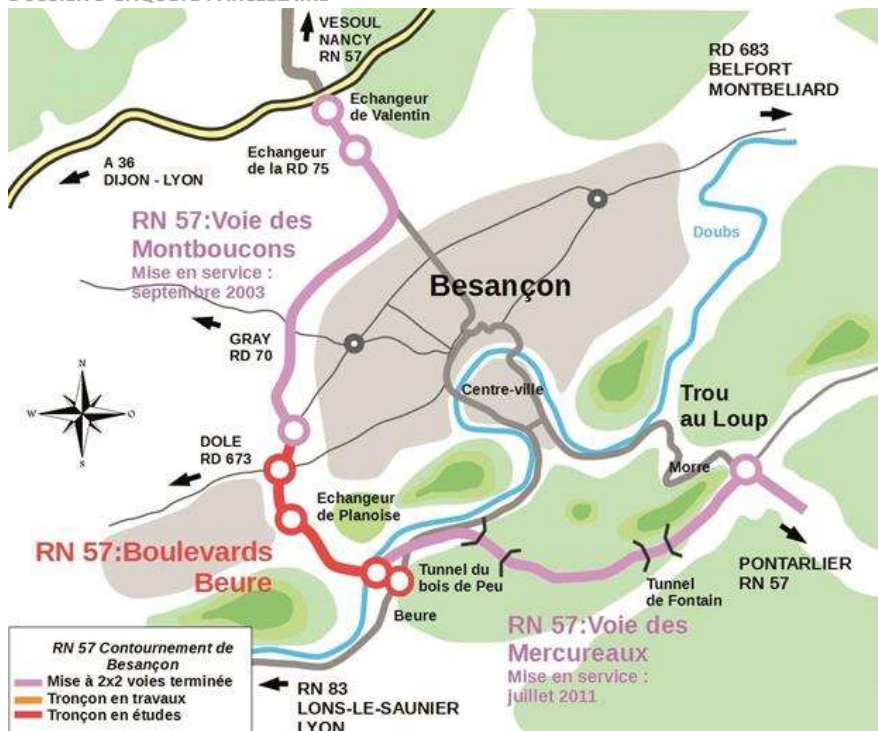 DOSSIER D'ENQUETE PARCELLAIRE
VESOUL
NANCY
RN 57
RD 683
BELFORT
MONTBELIARD
Echangeur
de Valentin
Echangeur
de la RD 75
A 36
DIJON - LYON
RN 57:Voie des
Montboucons
Mise en service :
septembre 2003
Doubs
Besançon
GRAY
RD 70
Centre-ville
Trou
au Loup
N
W
O
S
DOLE
RD 673
Morre
Echangeur
de Planoise
RN 57:Boulevards
Beure
Tunnel du
bois de Peu
Beure
Tunnel
de Fontain
PONTARLIER
RN 57
RN 57:Voie des
Mercureaux
Mise en service :
juillet 2011
RN 57 Contournement de
Besançon
Mise à 2x2 voies terminée
Tronçon en travaux
Tronçon en études
RN 83
LONS-LE-SAUNIER
LYON